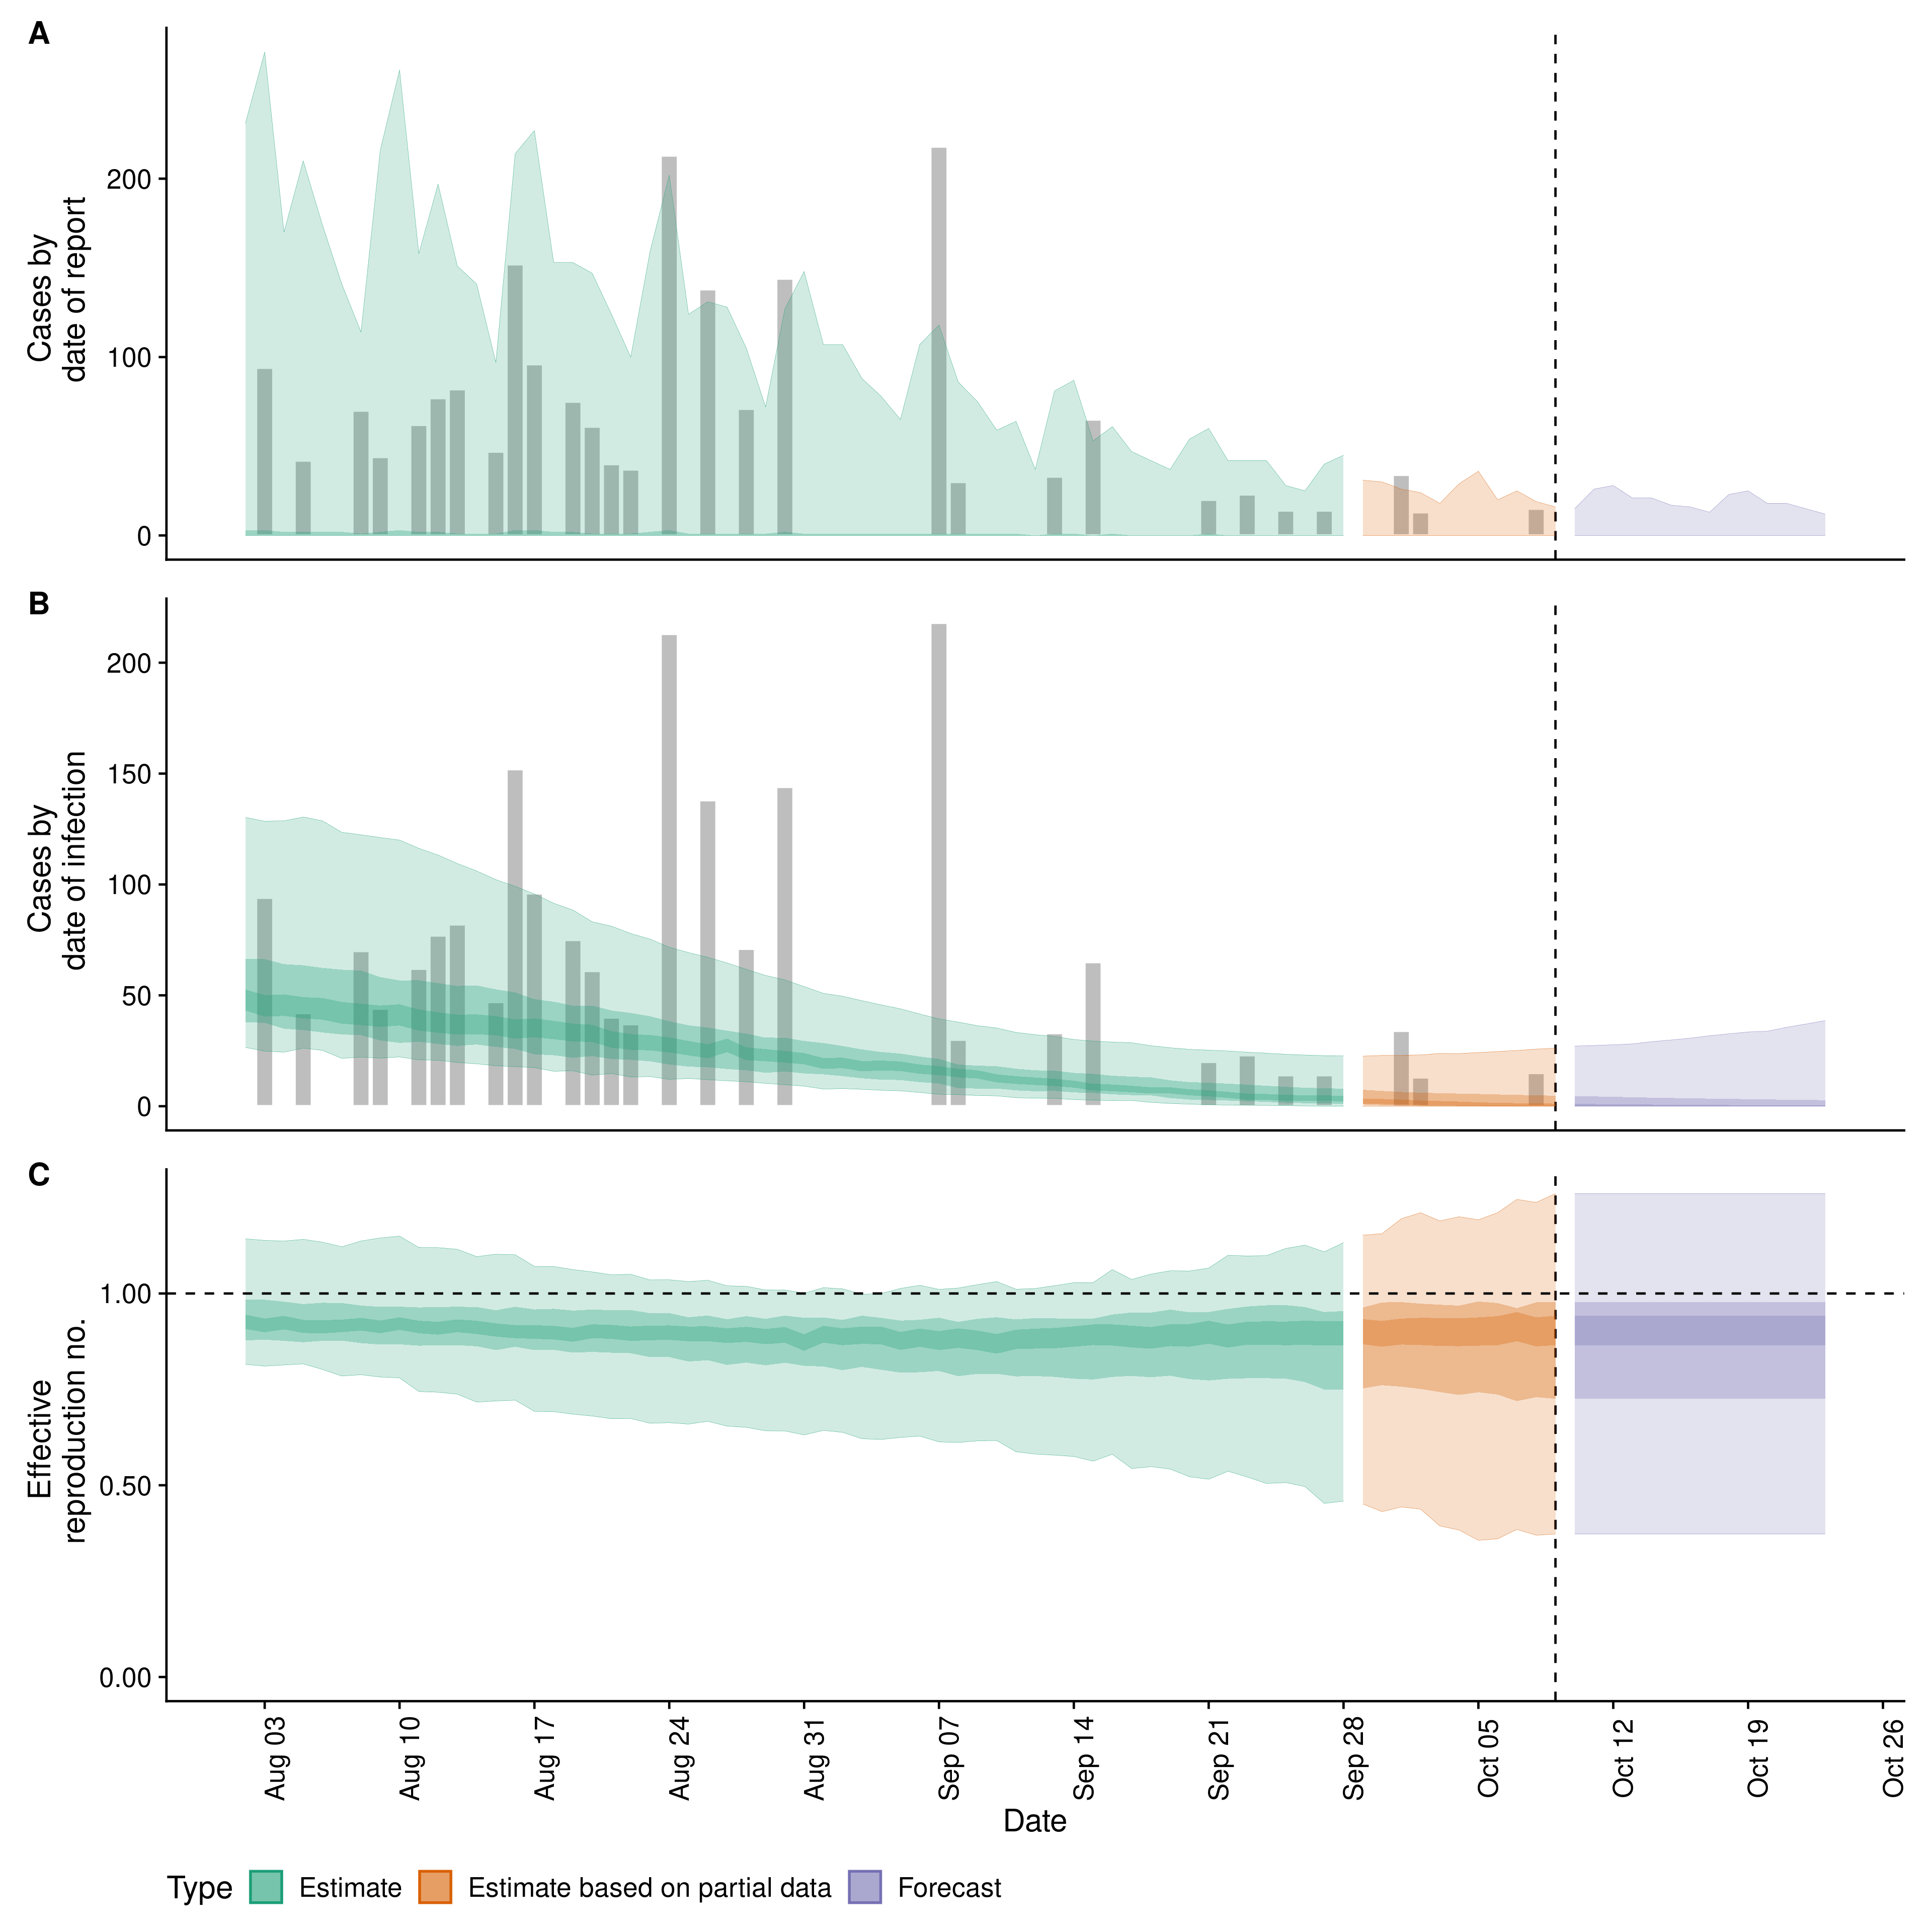 A
Cases by
date of report
200
100
0
B
Cases by
date of infection
200
150
100
50
0
C
Effective
reproduction no.
1.00
0.50
0.00
Aug 03
Aug 10
Aug 17
Aug 24
Aug 31
Sep 07
Sep 14
Sep 21
Sep 28
Oct 05
Oct 12
Oct 19
Oct 26
Date
Type Estimate Estimate based on partial data Forecast